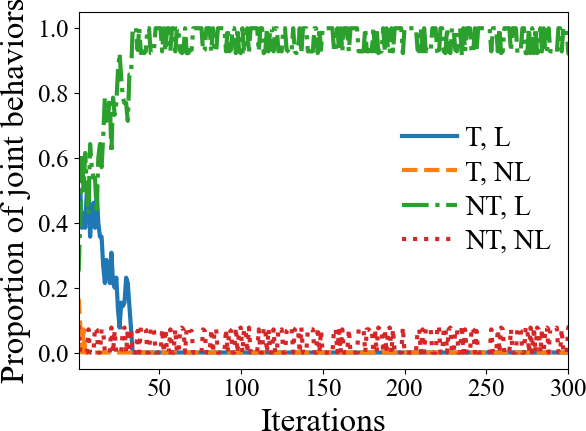 Proportion of joint behaviors
1.0
0.8
0.6
0.4
0.2
0.0
T, L
T, NL
NT, L
NT, NL
50 100 150 200 250 300
Iterations